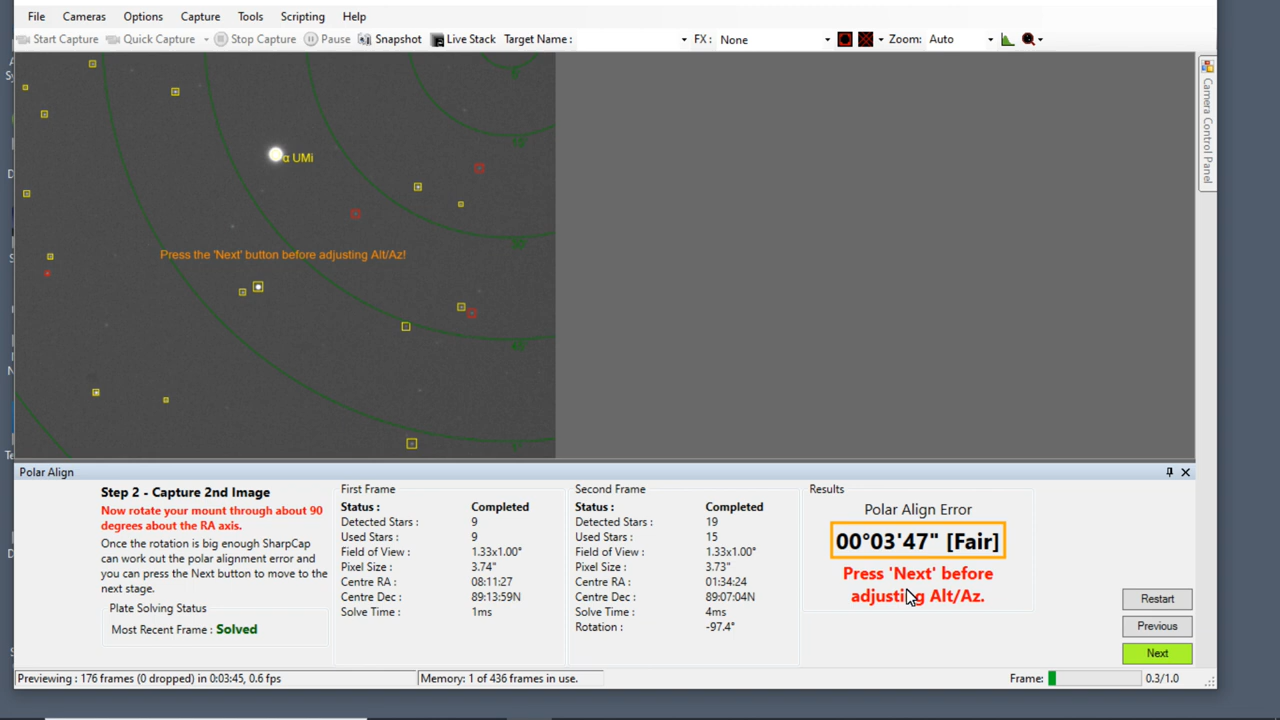 File Cameras Options Capture Tools Scripting Help
Start Capture Quick Capture Stop Capture Pause Snapshot Live Stack Target Name : FX : None Zoom: Auto
Camera Control Panel
α UMi
Press the 'Next' button before adjusting Alt/Az!
Polar Align
Step 2 - Capture 2nd Image
Now rotate your mount through about 90
degrees about the RA axis.
Once the rotation is big enough SharpCap
can work out the polar alignment error and
you can press the Next button to move to the
next stage.
Plate Solving Status
Most Recent Frame : Solved
First Frame
Status : Completed
Detected Stars : 9
Used Stars : 9
Field of View : 1.33x1.00°
Pixel Size : 3.74"
Centre RA : 08:11:27
Centre Dec : 89:13:59N
Solve Time : 1ms
Second Frame
Status : Completed
Detected Stars : 19
Used Stars : 15
Field of View : 1.33x1.00°
Pixel Size : 3.73"
Centre RA : 01:34:24
Centre Dec : 89:07:04N
Solve Time : 4ms
Rotation : -97.4°
Results
Polar Align Error
00°03'47" [Fair]
Press 'Next' before
adjusting Alt/Az.
Restart
Previous
Next
Previewing : 176 frames (0 dropped) in 0:03:45, 0.6 fps Memory: 1 of 436 frames in use. Frame: 0.3/1.0